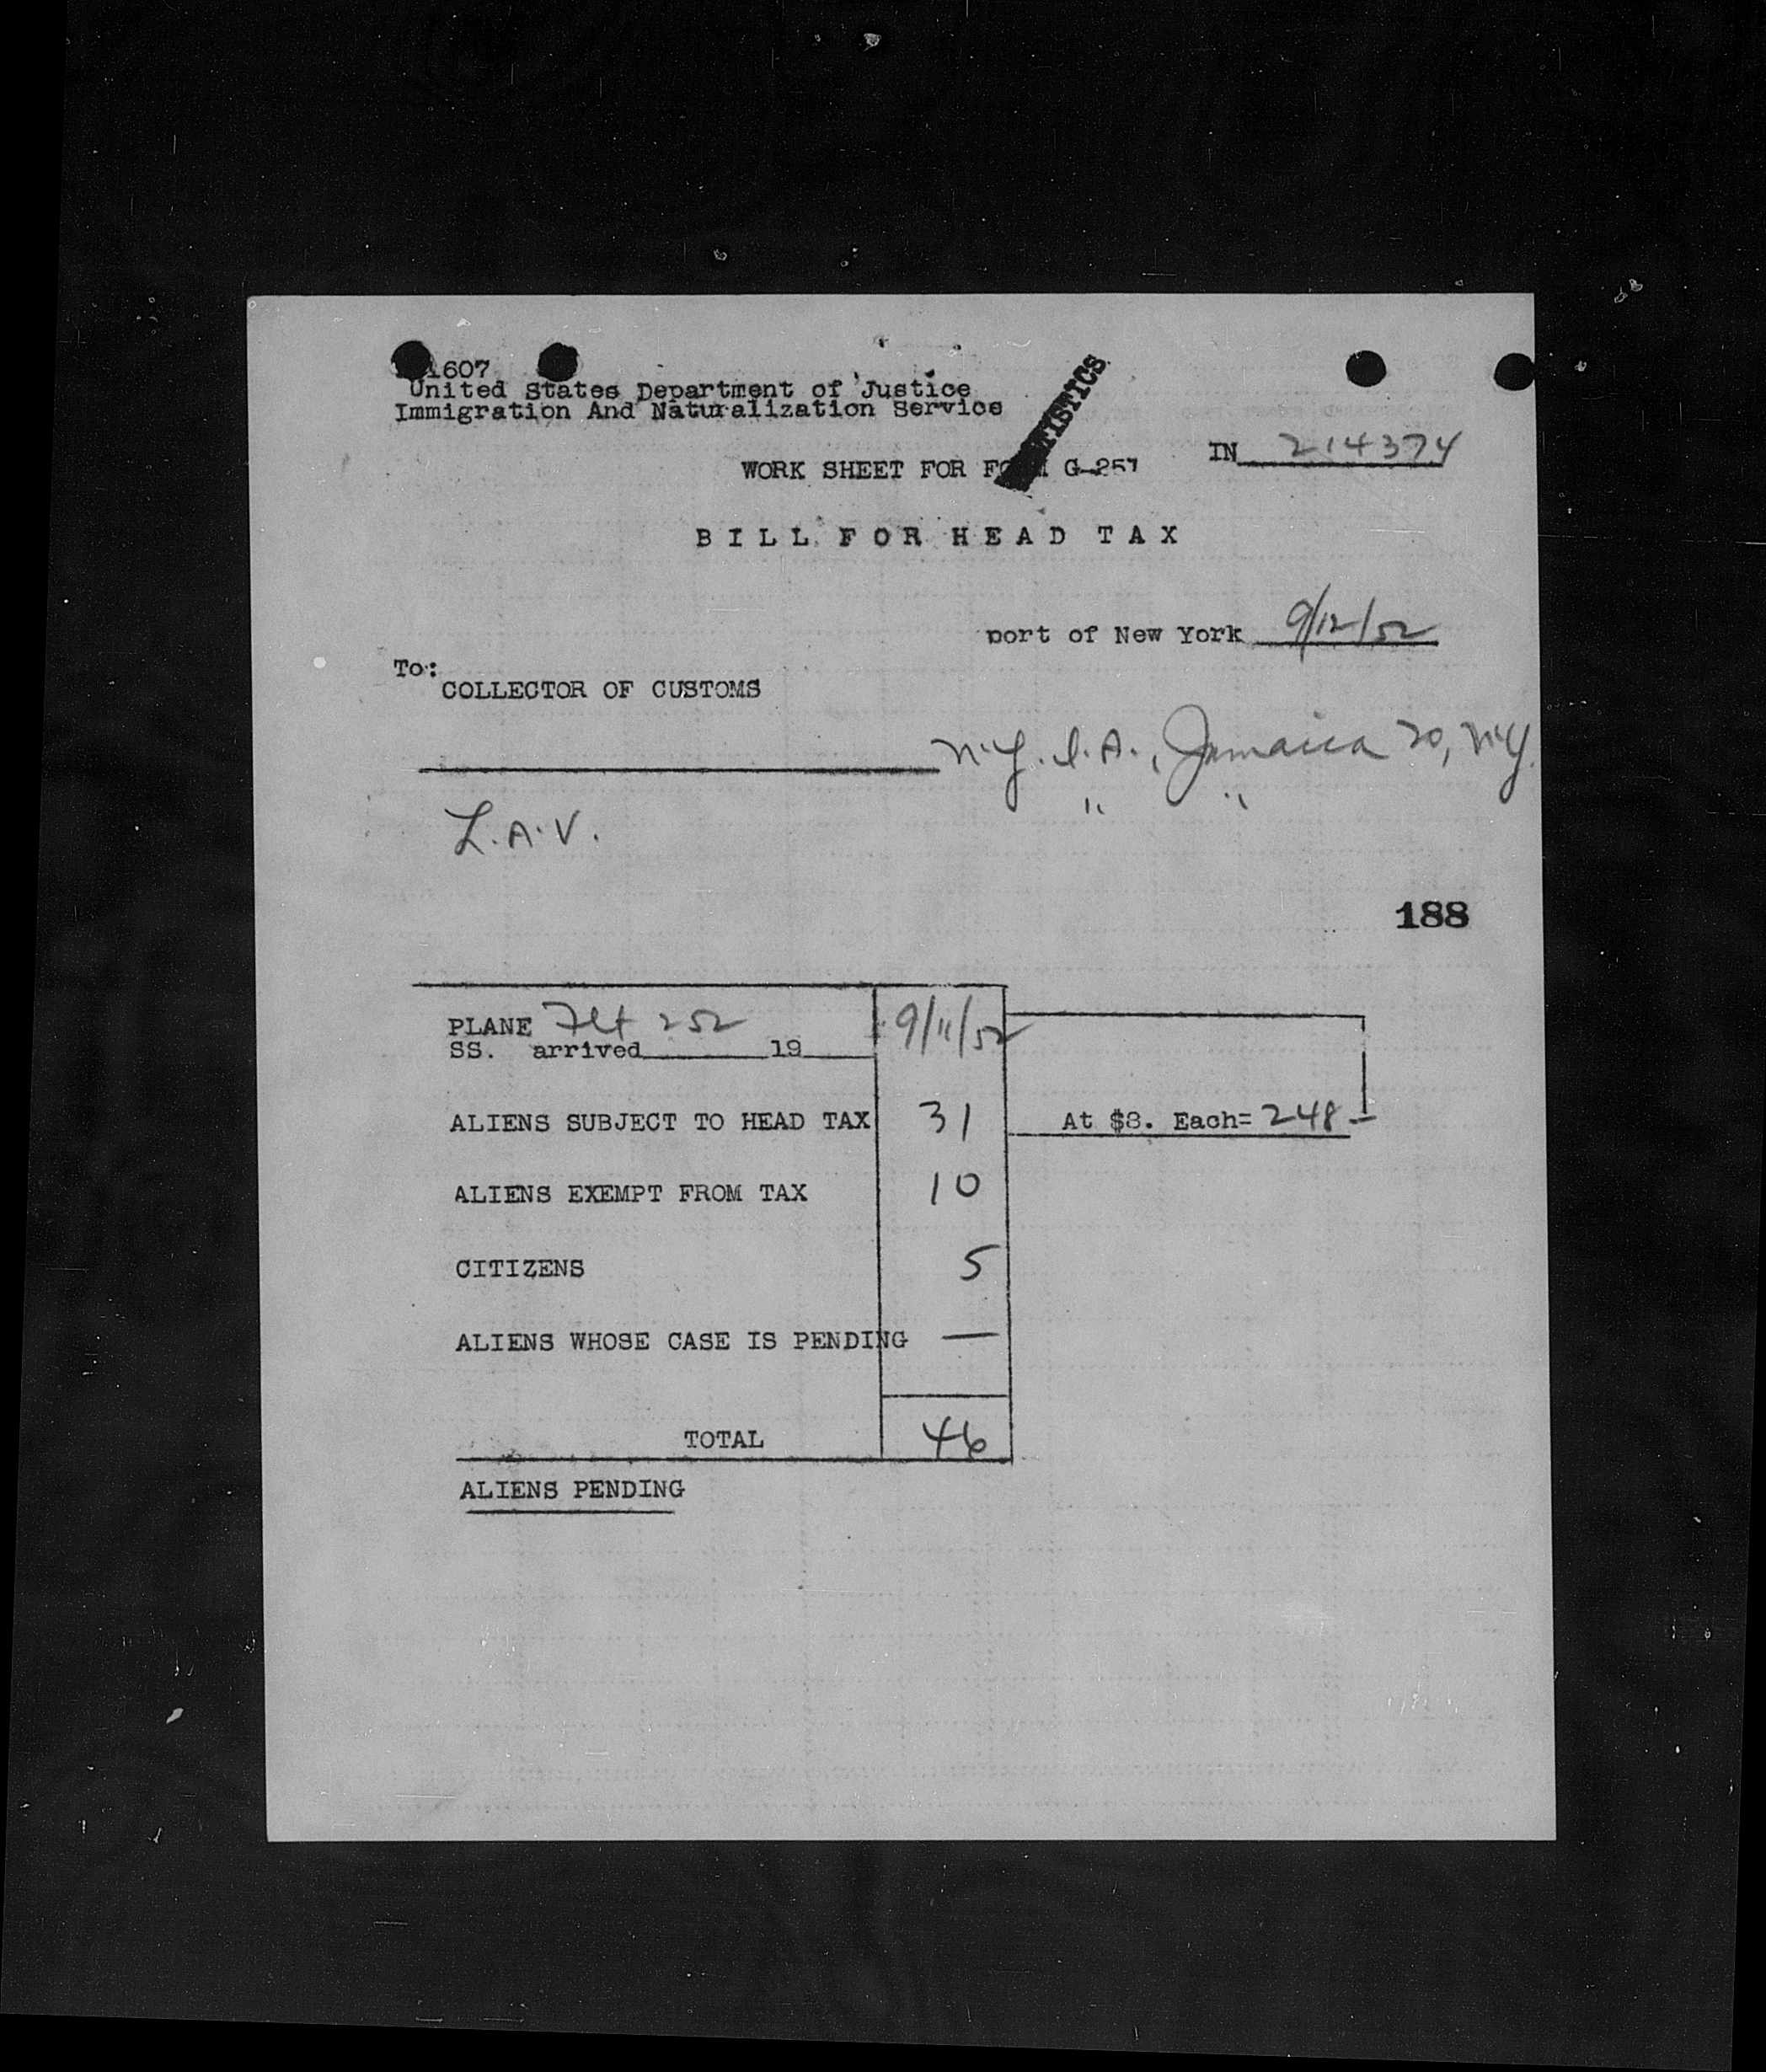 1607
United States Department of Justice
Immigration And Naturalization Service
TISTICS
WORK SHEET FOR G-257
IN 214374
BILL FOR HEAD TAX
port of New York 9/12/52
To:
COLLECTOR OF CUSTOMS
N.Y. I.A., Jamaica 20, N.Y.
" "
L.A.V.
188
PLANE Flt 252
SS. arrived 19
9/11/52
ALIENS SUBJECT TO HEAD TAX 31 At $8. Each= 248-
ALIENS EXEMPT FROM TAX 10
CITIZENS 5
ALIENS WHOSE CASE IS PENDING —
TOTAL 46
ALIENS PENDING